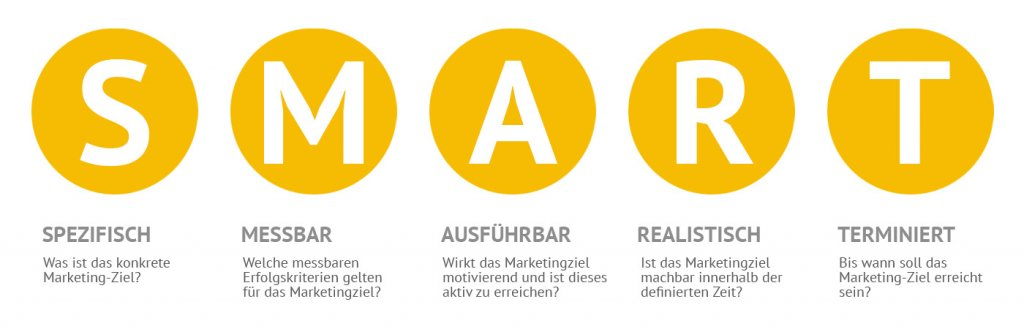 S M A R T
SPEZIFISCH
Was ist das konkrete
Marketing-Ziel?
MESSBAR
Welche messbaren
Erfolgskriterien gelten
für das Marketingziel?
AUSFÜHRBAR
Wirkt das Marketingziel
motivierend und ist dieses
aktiv zu erreichen?
REALISTISCH
Ist das Marketingziel
machbar innerhalb der
definierten Zeit?
TERMINIERT
Bis wann soll das
Marketing-Ziel erreicht
sein?